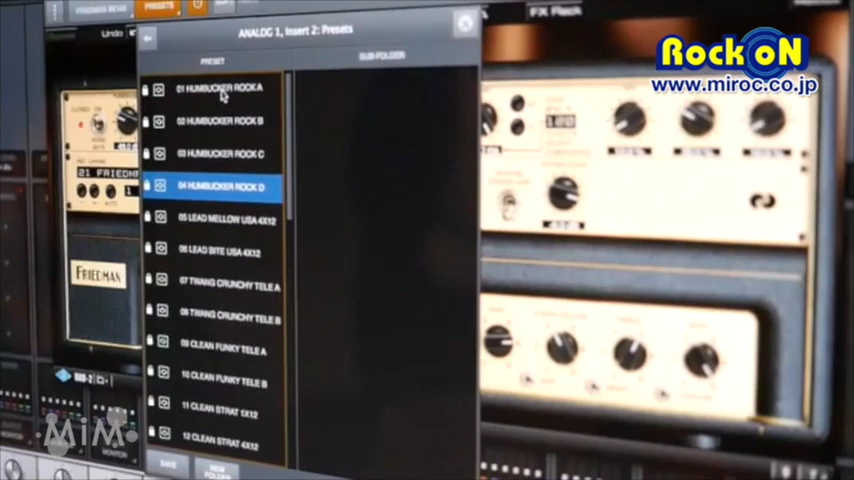 FRIEDMAN BE100
PRESETS
FX Rack
Undo
ANALOG 1, Insert 2: Presets
PRESET
SUB-FOLDER
01 HUMBUCKER ROCK A
02 HUMBUCKER ROCK B
03 HUMBUCKER ROCK C
04 HUMBUCKER ROCK D
05 LEAD MELLOW USA 4X12
06 LEAD BITE USA 4X12
07 TWANG CRUNCHY TELE A
08 TWANG CRUNCHY TELE B
09 CLEAN FUNKY TELE A
10 CLEAN FUNKY TELE B
11 CLEAN STRAT 1X12
12 CLEAN STRAT 4X12
SAVE
NEW FOLDER
21 FRIEDM
FRIEDMAN
MONITOR
MiM
Rock oN
www.miroc.co.jp